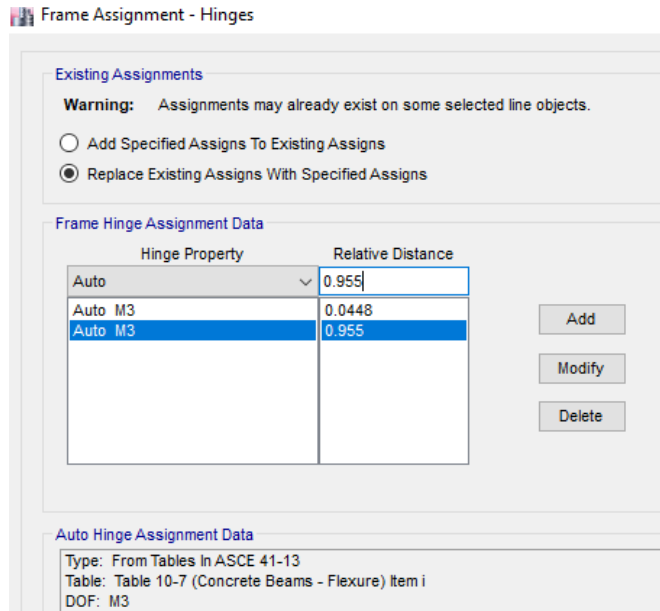 Frame Assignment - Hinges
Existing Assignments
Warning: Assignments may already exist on some selected line objects.
Add Specified Assigns To Existing Assigns
Replace Existing Assigns With Specified Assigns
Frame Hinge Assignment Data
Hinge Property Relative Distance
Auto 0.955
Auto M3 0.0448
Auto M3 0.955
Add
Modify
Delete
Auto Hinge Assignment Data
Type: From Tables In ASCE 41-13
Table: Table 10-7 (Concrete Beams - Flexure) Item i
DOF: M3